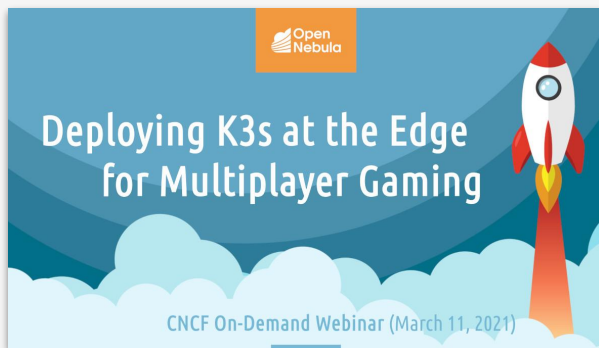 Open
Nebula
Deploying K3s at the Edge
for Multiplayer Gaming
CNCF On-Demand Webinar (March 11, 2021)